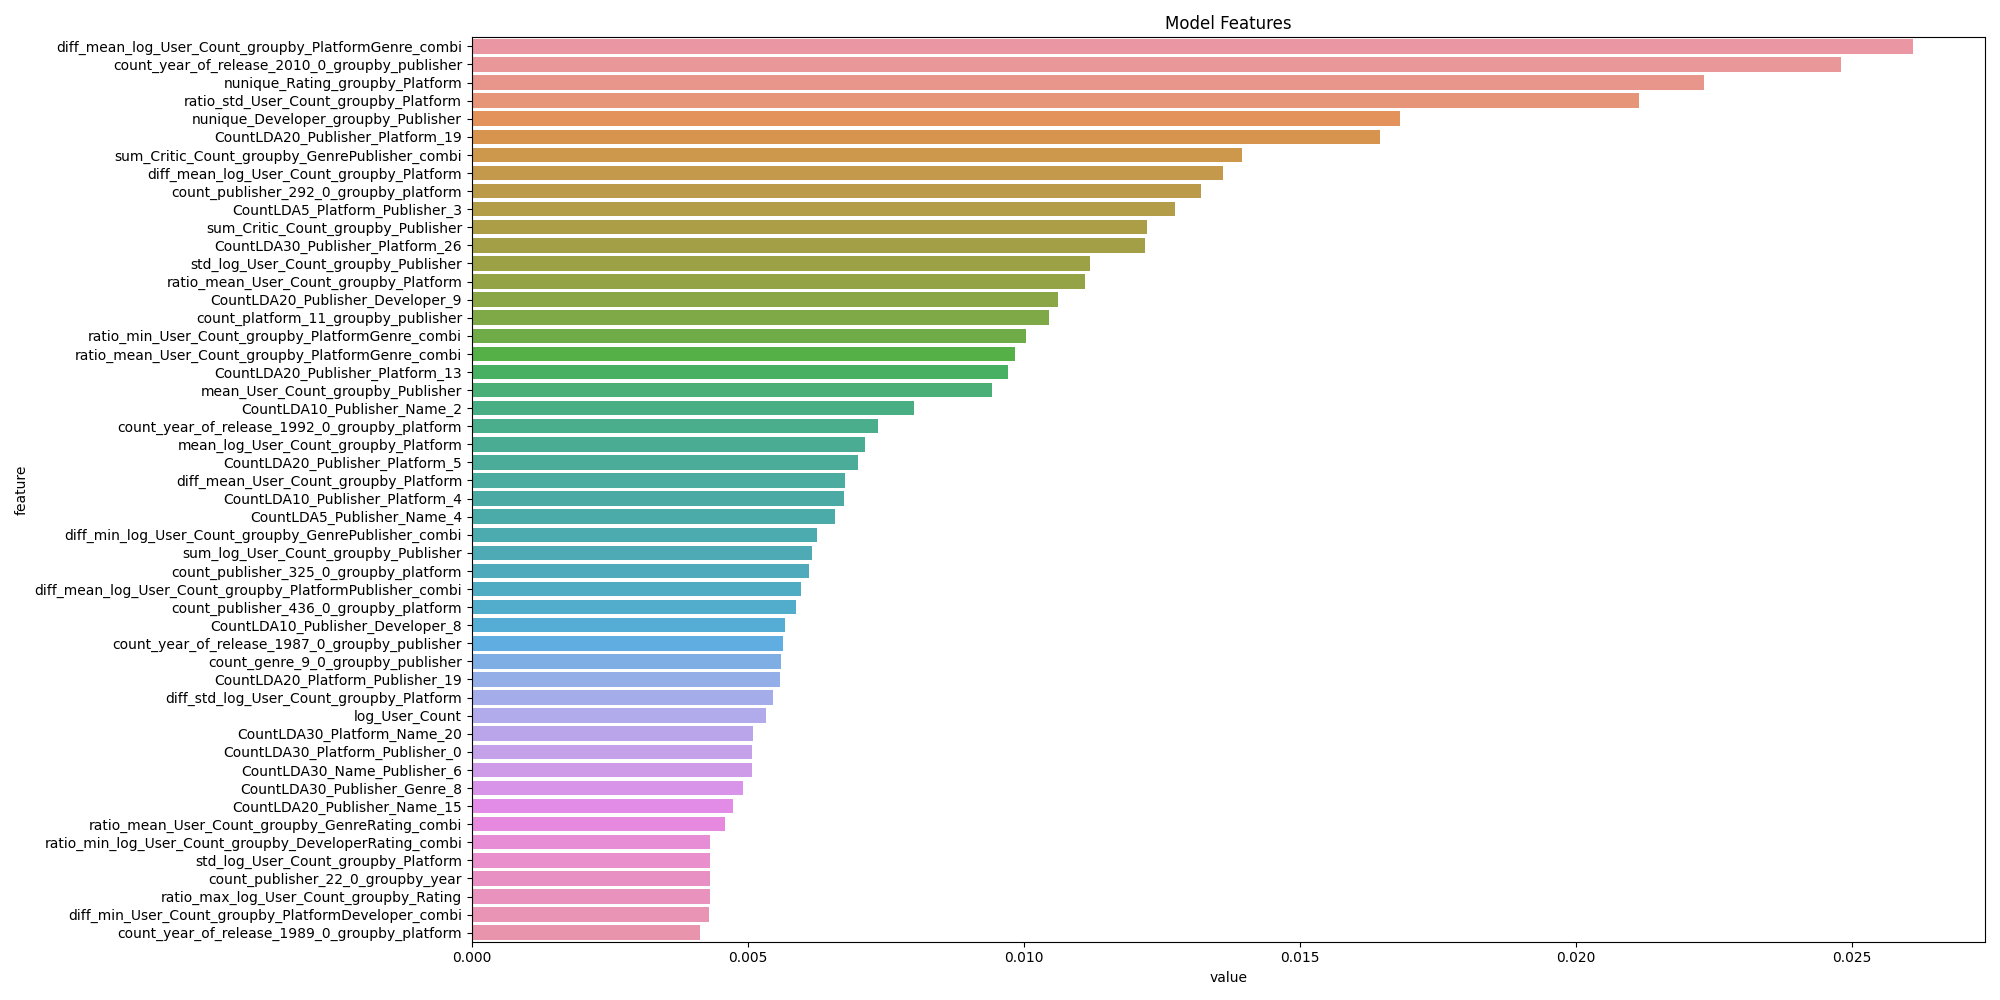 Model Features
diff_mean_log_User_Count_groupby_PlatformGenre_combi
count_year_of_release_2010_0_groupby_publisher
nunique_Rating_groupby_Platform
ratio_std_User_Count_groupby_Platform
nunique_Developer_groupby_Publisher
CountLDA20_Publisher_Platform_19
sum_Critic_Count_groupby_GenrePublisher_combi
diff_mean_log_User_Count_groupby_Platform
count_publisher_292_0_groupby_platform
CountLDA5_Platform_Publisher_3
sum_Critic_Count_groupby_Publisher
CountLDA30_Publisher_Platform_26
std_log_User_Count_groupby_Publisher
ratio_mean_User_Count_groupby_Platform
CountLDA20_Publisher_Developer_9
count_platform_11_groupby_publisher
ratio_min_User_Count_groupby_PlatformGenre_combi
ratio_mean_User_Count_groupby_PlatformGenre_combi
CountLDA20_Publisher_Platform_13
mean_User_Count_groupby_Publisher
CountLDA10_Publisher_Name_2
count_year_of_release_1992_0_groupby_platform
mean_log_User_Count_groupby_Platform
CountLDA20_Publisher_Platform_5
diff_mean_User_Count_groupby_Platform
CountLDA10_Publisher_Platform_4
CountLDA5_Publisher_Name_4
diff_min_log_User_Count_groupby_GenrePublisher_combi
sum_log_User_Count_groupby_Publisher
count_publisher_325_0_groupby_platform
diff_mean_log_User_Count_groupby_PlatformPublisher_combi
count_publisher_436_0_groupby_platform
CountLDA10_Publisher_Developer_8
count_year_of_release_1987_0_groupby_publisher
count_genre_9_0_groupby_publisher
CountLDA20_Platform_Publisher_19
diff_std_log_User_Count_groupby_Platform
log_User_Count
CountLDA30_Platform_Name_20
CountLDA30_Platform_Publisher_0
CountLDA30_Name_Publisher_6
CountLDA30_Publisher_Genre_8
CountLDA20_Publisher_Name_15
ratio_mean_User_Count_groupby_GenreRating_combi
ratio_min_log_User_Count_groupby_DeveloperRating_combi
std_log_User_Count_groupby_Platform
count_publisher_22_0_groupby_year
ratio_max_log_User_Count_groupby_Rating
diff_min_User_Count_groupby_PlatformDeveloper_combi
count_year_of_release_1989_0_groupby_platform
feature
0.000 0.005 0.010 0.015 0.020 0.025
value